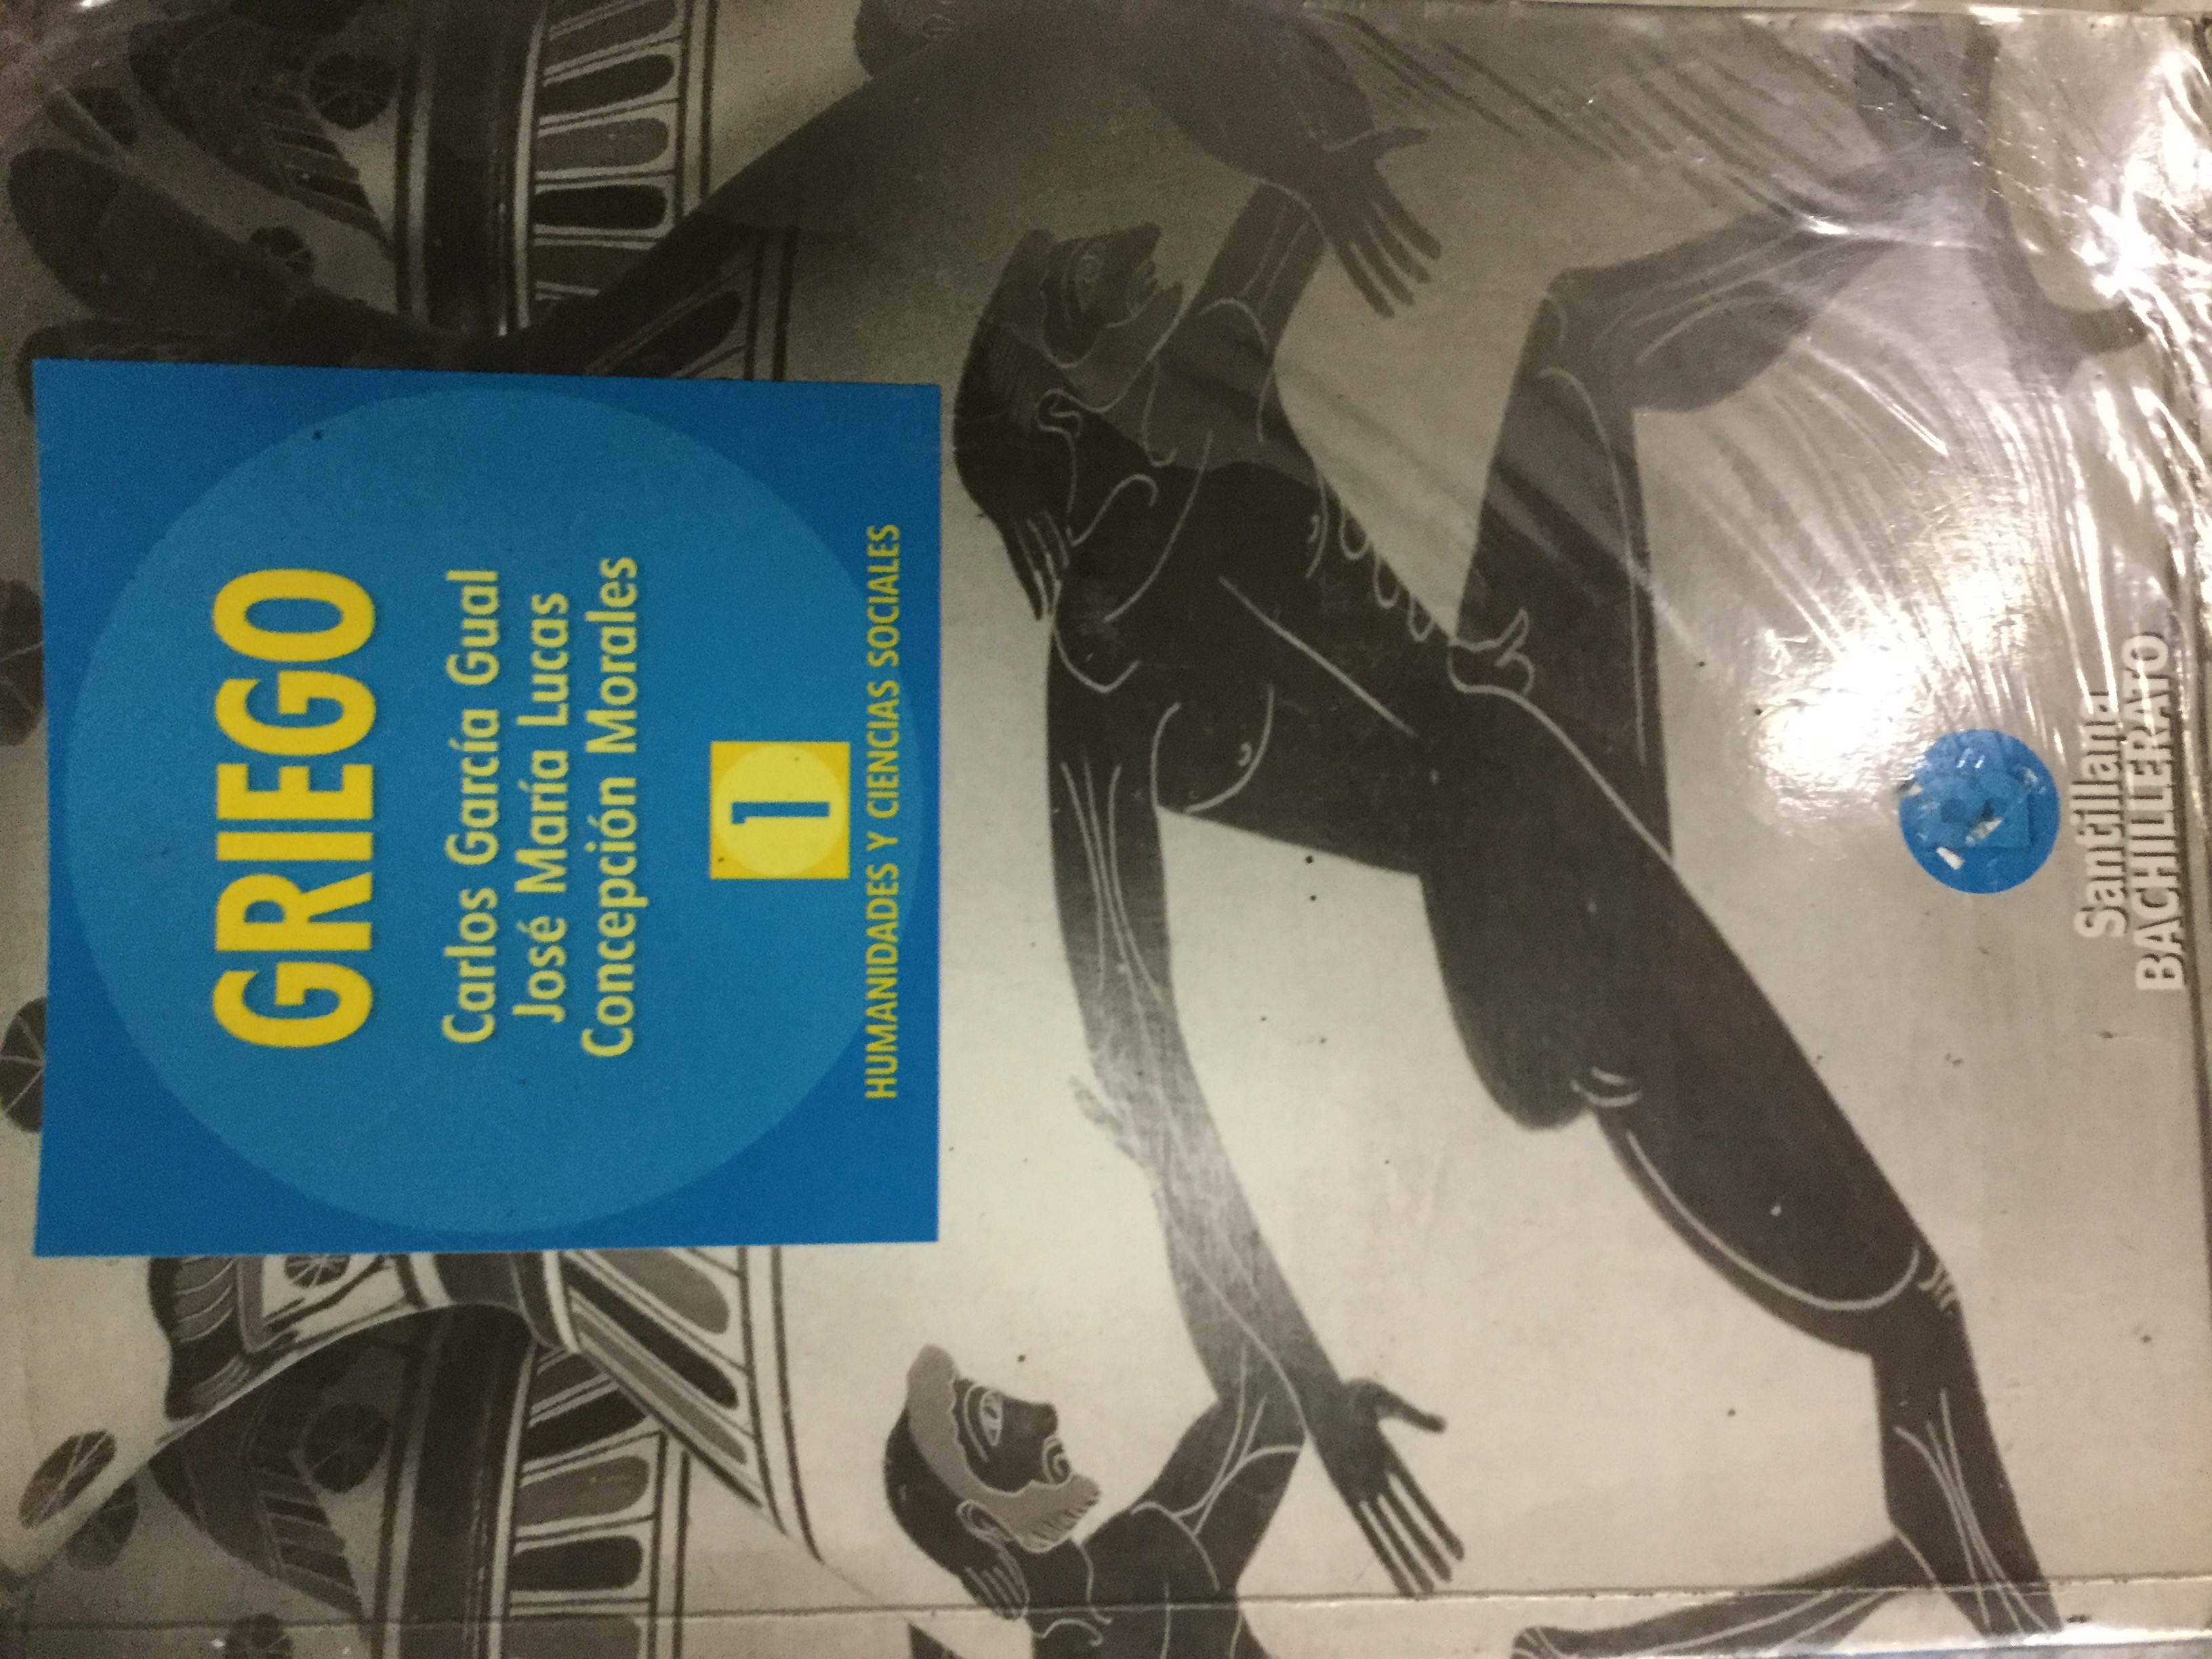 GRIEGO
Carlos García Gual
José María Lucas
Concepción Morales
1
HUMANIDADES Y CIENCIAS SOCIALES
Santillana
BACHILLERATO